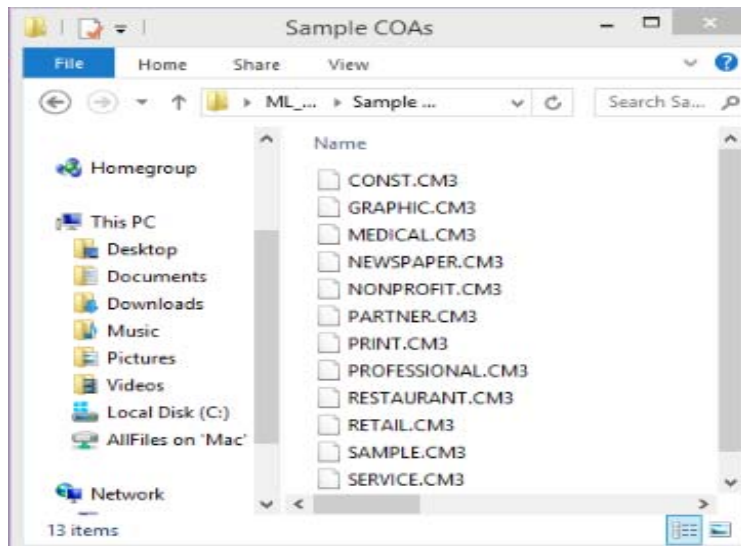 Sample COAs
File Home Share View
ML_... Sample ... Search Sa...
Name
Homegroup
This PC
Desktop
Documents
Downloads
Music
Pictures
Videos
Local Disk (C:)
AllFiles on 'Mac'
Network
CONST.CM3
GRAPHIC.CM3
MEDICAL.CM3
NEWSPAPER.CM3
NONPROFIT.CM3
PARTNER.CM3
PRINT.CM3
PROFESSIONAL.CM3
RESTAURANT.CM3
RETAIL.CM3
SAMPLE.CM3
SERVICE.CM3
13 items